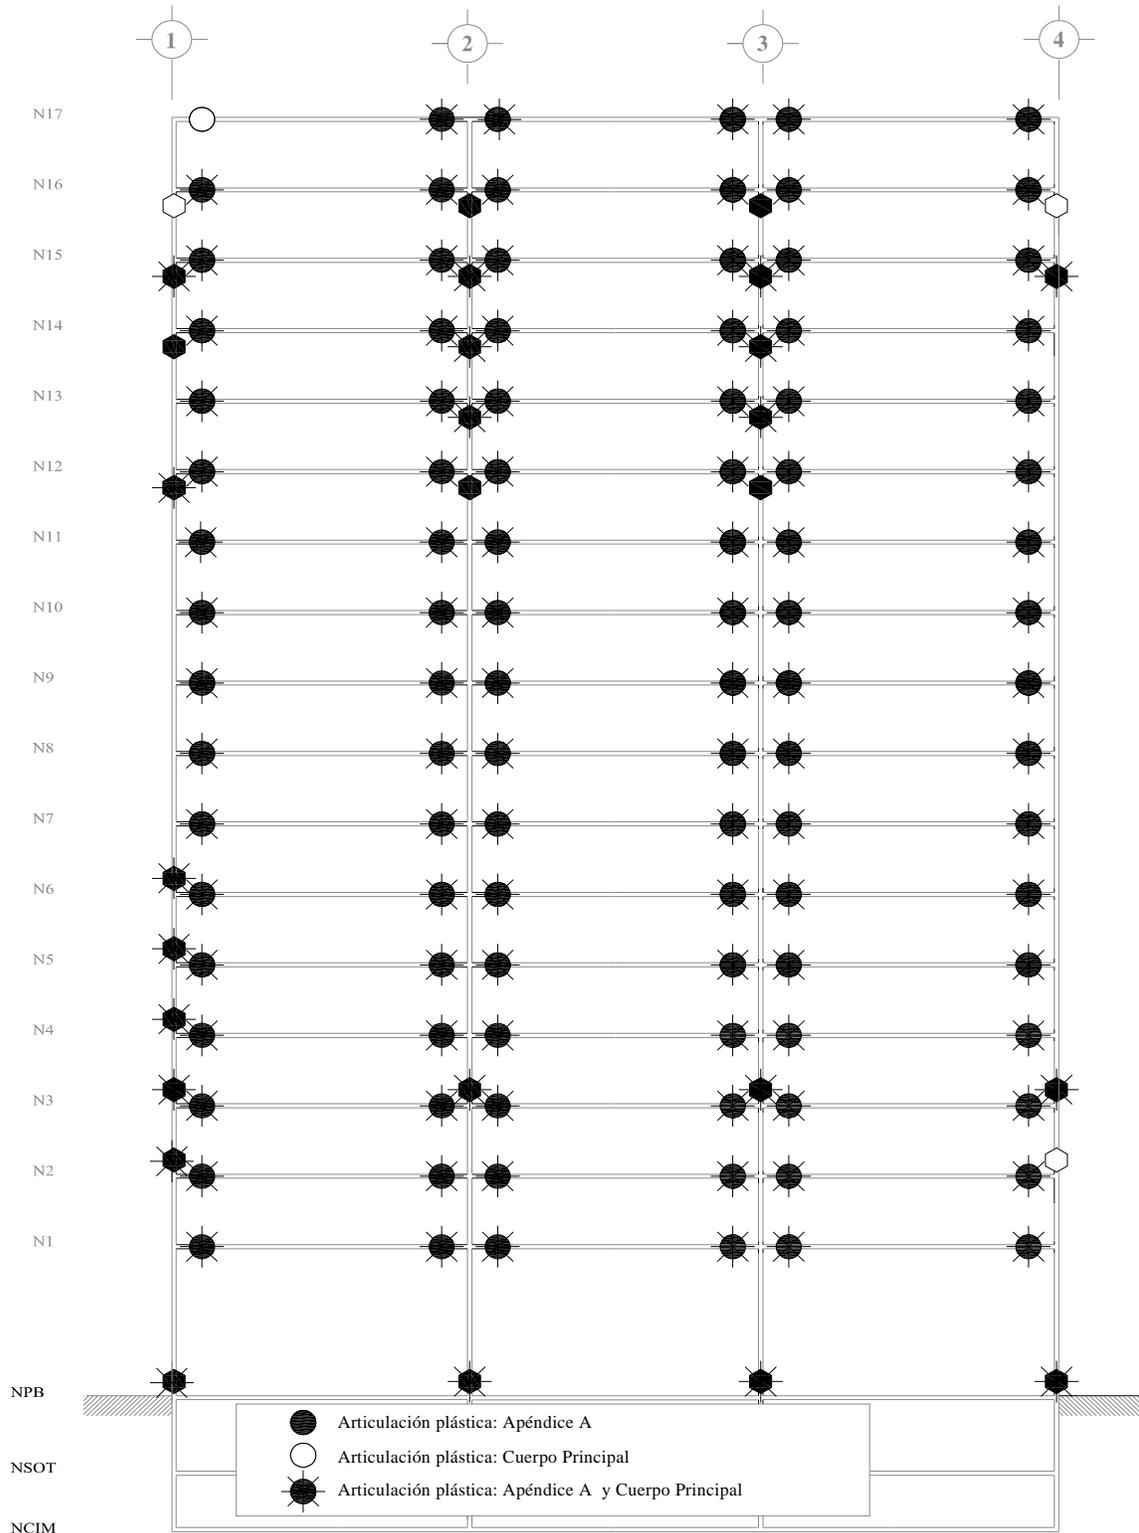 1 2 3 4
N17
N16
N15
N14
N13
N12
N11
N10
N9
N8
N7
N6
N5
N4
N3
N2
N1
NPB
Articulación plástica: Apéndice A
Articulación plástica: Cuerpo Principal
NSOT
Articulación plástica: Apéndice A y Cuerpo Principal
NCIM